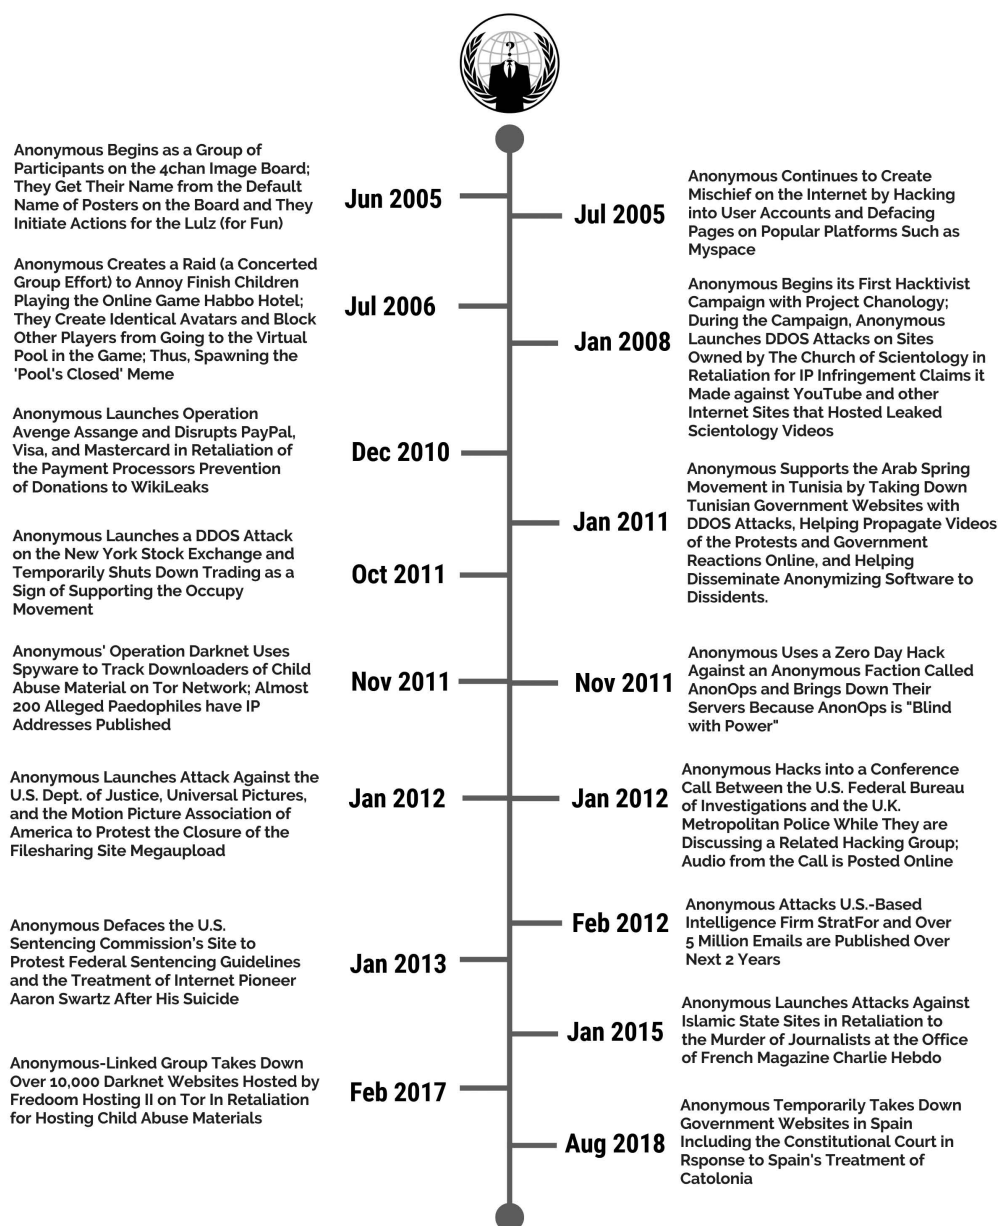 ?
Anonymous Begins as a Group of
Participants on the 4chan Image Board;
They Get Their Name from the Default
Name of Posters on the Board and They
Initiate Actions for the Lulz (for Fun)
Jun 2005
Jul 2005
Anonymous Continues to Create
Mischief on the Internet by Hacking
into User Accounts and Defacing
Pages on Popular Platforms Such as
Myspace
Anonymous Creates a Raid (a Concerted
Group Effort) to Annoy Finish Children
Playing the Online Game Habbo Hotel;
They Create Identical Avatars and Block
Other Players from Going to the Virtual
Pool in the Game; Thus, Spawning the
'Pool's Closed' Meme
Jul 2006
Jan 2008
Anonymous Begins its First Hacktivist
Campaign with Project Chanology;
During the Campaign, Anonymous
Launches DDOS Attacks on Sites
Owned by The Church of Scientology in
Retaliation for IP Infringement Claims it
Made against YouTube and other
Internet Sites that Hosted Leaked
Scientology Videos
Anonymous Launches Operation
Avenge Assange and Disrupts PayPal,
Visa, and Mastercard in Retaliation of
the Payment Processors Prevention
of Donations to WikiLeaks
Dec 2010
Jan 2011
Anonymous Supports the Arab Spring
Movement in Tunisia by Taking Down
Tunisian Government Websites with
DDOS Attacks, Helping Propagate Videos
of the Protests and Government
Reactions Online, and Helping
Disseminate Anonymizing Software to
Dissidents.
Anonymous Launches a DDOS Attack
on the New York Stock Exchange and
Temporarily Shuts Down Trading as a
Sign of Supporting the Occupy
Movement
Oct 2011
Anonymous' Operation Darknet Uses
Spyware to Track Downloaders of Child
Abuse Material on Tor Network; Almost
200 Alleged Paedophiles have IP
Addresses Published
Nov 2011
Nov 2011
Anonymous Uses a Zero Day Hack
Against an Anonymous Faction Called
AnonOps and Brings Down Their
Servers Because AnonOps is "Blind
with Power"
Anonymous Launches Attack Against the
U.S. Dept. of Justice, Universal Pictures,
and the Motion Picture Association of
America to Protest the Closure of the
Filesharing Site Megaupload
Jan 2012
Jan 2012
Anonymous Hacks into a Conference
Call Between the U.S. Federal Bureau
of Investigations and the U.K.
Metropolitan Police While They are
Discussing a Related Hacking Group;
Audio from the Call is Posted Online
Feb 2012
Anonymous Attacks U.S.-Based
Intelligence Firm StratFor and Over
5 Million Emails are Published Over
Next 2 Years
Anonymous Defaces the U.S.
Sentencing Commission's Site to
Protest Federal Sentencing Guidelines
and the Treatment of Internet Pioneer
Aaron Swartz After His Suicide
Jan 2013
Jan 2015
Anonymous Launches Attacks Against
Islamic State Sites in Retaliation to
the Murder of Journalists at the Office
of French Magazine Charlie Hebdo
Anonymous-Linked Group Takes Down
Over 10,000 Darknet Websites Hosted by
Fredoom Hosting II on Tor In Retaliation
for Hosting Child Abuse Materials
Feb 2017
Aug 2018
Anonymous Temporarily Takes Down
Government Websites in Spain
Including the Constitutional Court in
Rsponse to Spain's Treatment of
Catolonia